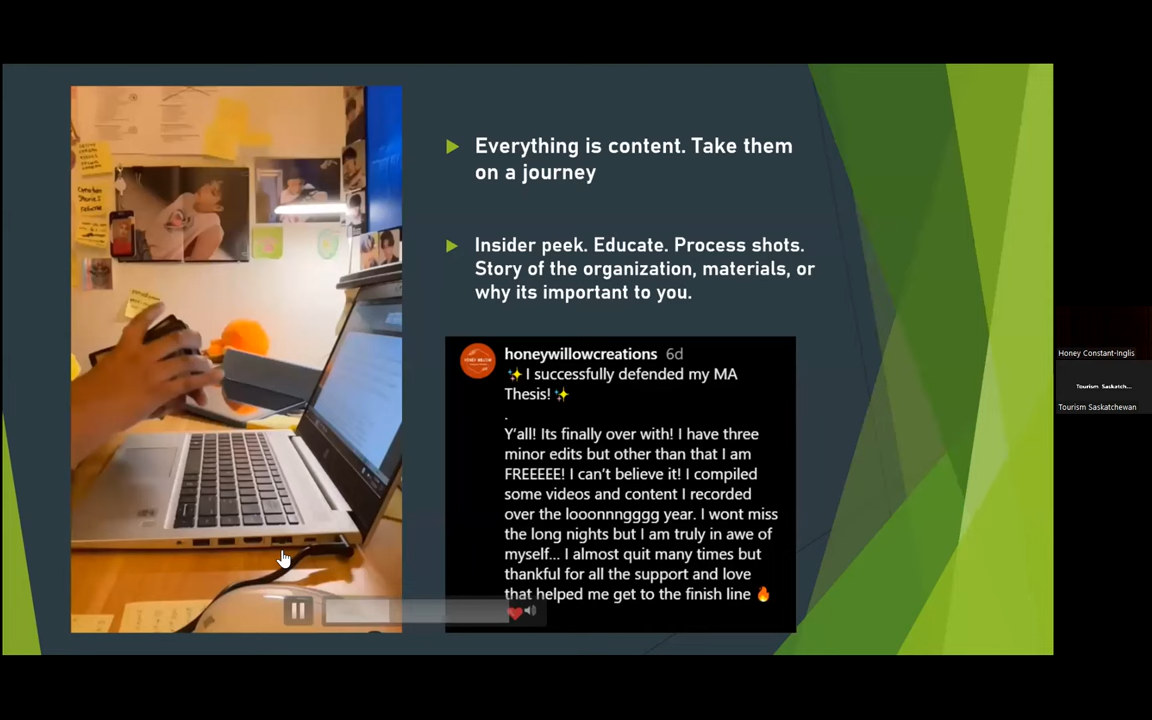 Everything is content. Take them
on a journey
Insider peek. Educate. Process shots.
Story of the organization, materials, or
why its important to you.
honeywillowcreations 6d
✨I successfully defended my MA
Thesis!✨
.
Y'all! Its finally over with! I have three
minor edits but other than that I am
FREEEEE! I can't believe it! I compiled
some videos and content I recorded
over the looonnngggg year. I wont miss
the long nights but I am truly in awe of
myself... I almost quit many times but
thankful for all the support and love
that helped me get to the finish line 🔥
❤️
Honey Constant-Inglis
Tourism Saskatch...
Tourism Saskatchewan